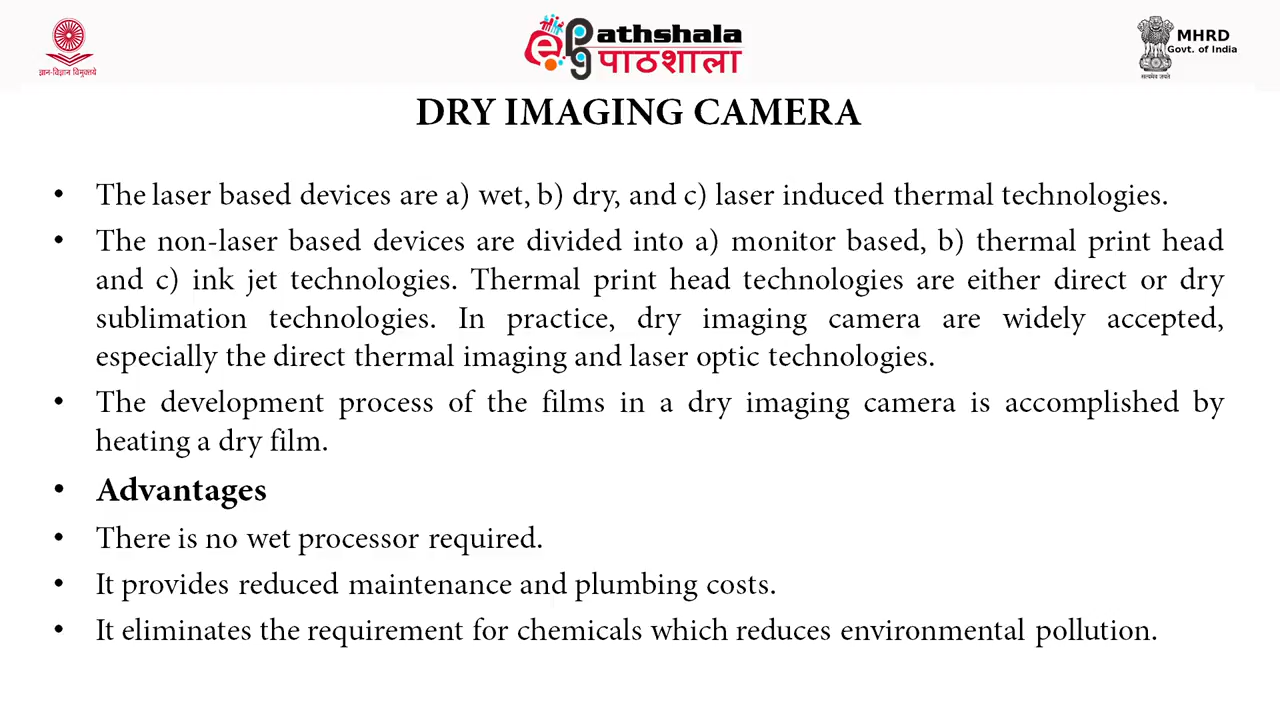 ज्ञान-विज्ञान विमुक्तये
athshala
पाठशाला
MHRD
Govt. of India
सत्यमेव जयते
DRY IMAGING CAMERA
• The laser based devices are a) wet, b) dry, and c) laser induced thermal technologies.
• The non-laser based devices are divided into a) monitor based, b) thermal print head
and c) ink jet technologies. Thermal print head technologies are either direct or dry
sublimation technologies. In practice, dry imaging camera are widely accepted,
especially the direct thermal imaging and laser optic technologies.
• The development process of the films in a dry imaging camera is accomplished by
heating a dry film.
• Advantages
• There is no wet processor required.
• It provides reduced maintenance and plumbing costs.
• It eliminates the requirement for chemicals which reduces environmental pollution.